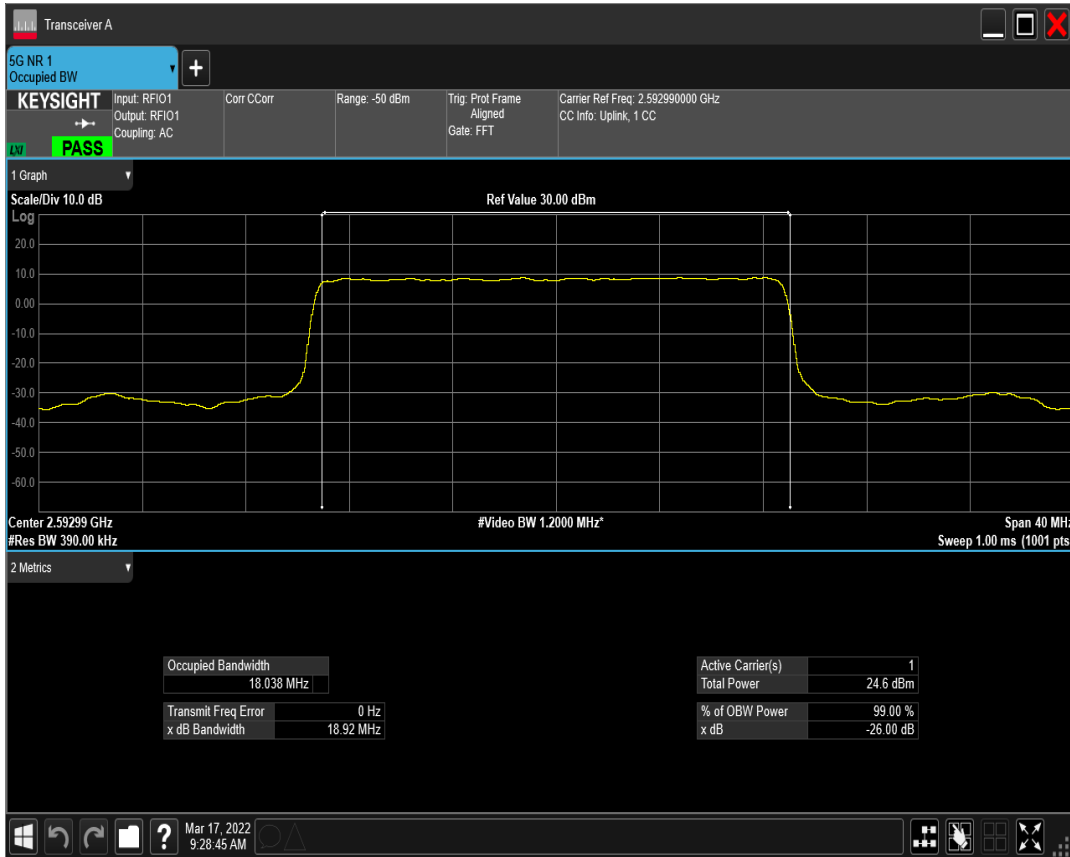 Transceiver A
5G NR 1
Occupied BW
KEYSIGHT
LXI
PASS
Input: RFIO1
Output: RFIO1
Coupling: AC
Corr CCorr
Range: -50 dBm
Trig: Prot Frame
Aligned
Gate: FFT
Carrier Ref Freq: 2.592990000 GHz
CC Info: Uplink, 1 CC
1 Graph
Scale/Div 10.0 dB
Ref Value 30.00 dBm
Log
20.0
10.0
0.00
-10.0
-20.0
-30.0
-40.0
-50.0
-60.0
Center 2.59299 GHz
#Video BW 1.2000 MHz*
Span 40 MHz
#Res BW 390.00 kHz
Sweep 1.00 ms (1001 pts
2 Metrics
Occupied Bandwidth
18.038 MHz
Transmit Freq Error 0 Hz
x dB Bandwidth 18.92 MHz
Active Carrier(s) 1
Total Power 24.6 dBm
% of OBW Power 99.00 %
x dB -26.00 dB
?
Mar 17, 2022
9:28:45 AM